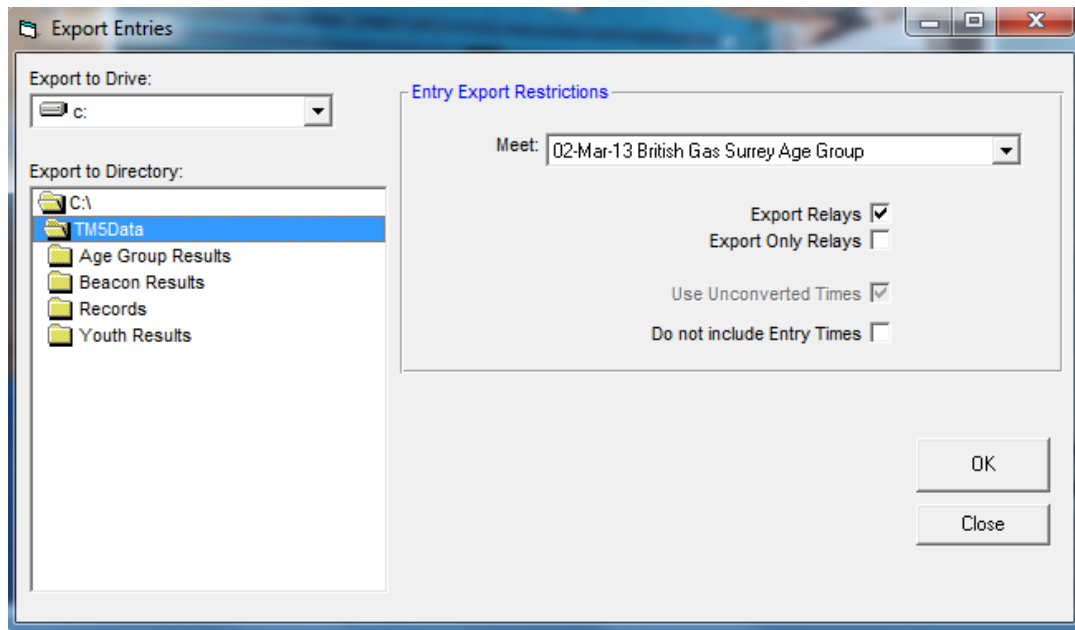 Export Entries
Export to Drive:
c:
Export to Directory:
C:\
TM5Data
Age Group Results
Beacon Results
Records
Youth Results
Entry Export Restrictions
Meet: 02-Mar-13 British Gas Surrey Age Group
Export Relays
Export Only Relays
Use Unconverted Times
Do not include Entry Times
OK
Close